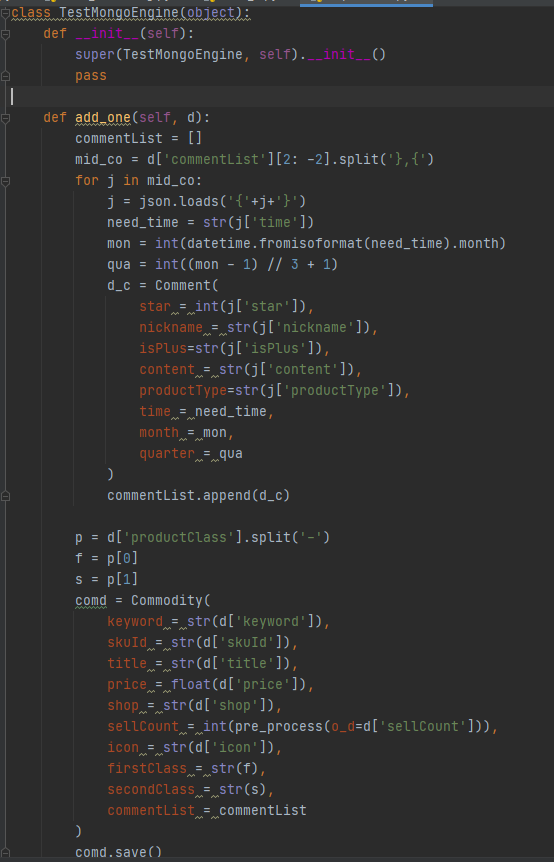 class TestMongoEngine(object):
    def __init__(self):
        super(TestMongoEngine, self).__init__()
        pass

    def add_one(self, d):
        commentList = []
        mid_co = d['commentList'][2: -2].split('},{')
        for j in mid_co:
            j = json.loads('{'+j+'}')
            need_time = str(j['time'])
            mon = int(datetime.fromisoformat(need_time).month)
            qua = int((mon - 1) // 3 + 1)
            d_c = Comment(
                star = int(j['star']),
                nickname = str(j['nickname']),
                isPlus=str(j['isPlus']),
                content = str(j['content']),
                productType=str(j['productType']),
                time = need_time,
                month = mon,
                quarter = qua
            )
            commentList.append(d_c)

        p = d['productClass'].split('-')
        f = p[0]
        s = p[1]
        comd = Commodity(
            keyword = str(d['keyword']),
            skuId = str(d['skuId']),
            title = str(d['title']),
            price = float(d['price']),
            shop = str(d['shop']),
            sellCount = int(pre_process(o_d=d['sellCount'])),
            icon = str(d['icon']),
            firstClass = str(f),
            secondClass = str(s),
            commentList = commentList
        )
        comd.save()